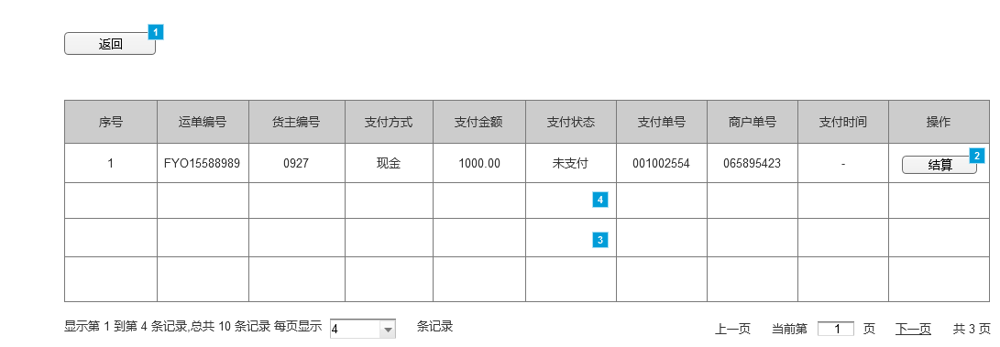 返回 1
序号 运单编号 货主编号 支付方式 支付金额 支付状态 支付单号 商户单号 支付时间 操作
1 FYO15588989 0927 现金 1000.00 未支付 001002554 065895423 - 结算 2
4
3
显示第 1 到第 4 条记录,总共 10 条记录 每页显示 4 条记录 上一页 当前第 1 页 下一页 共 3 页